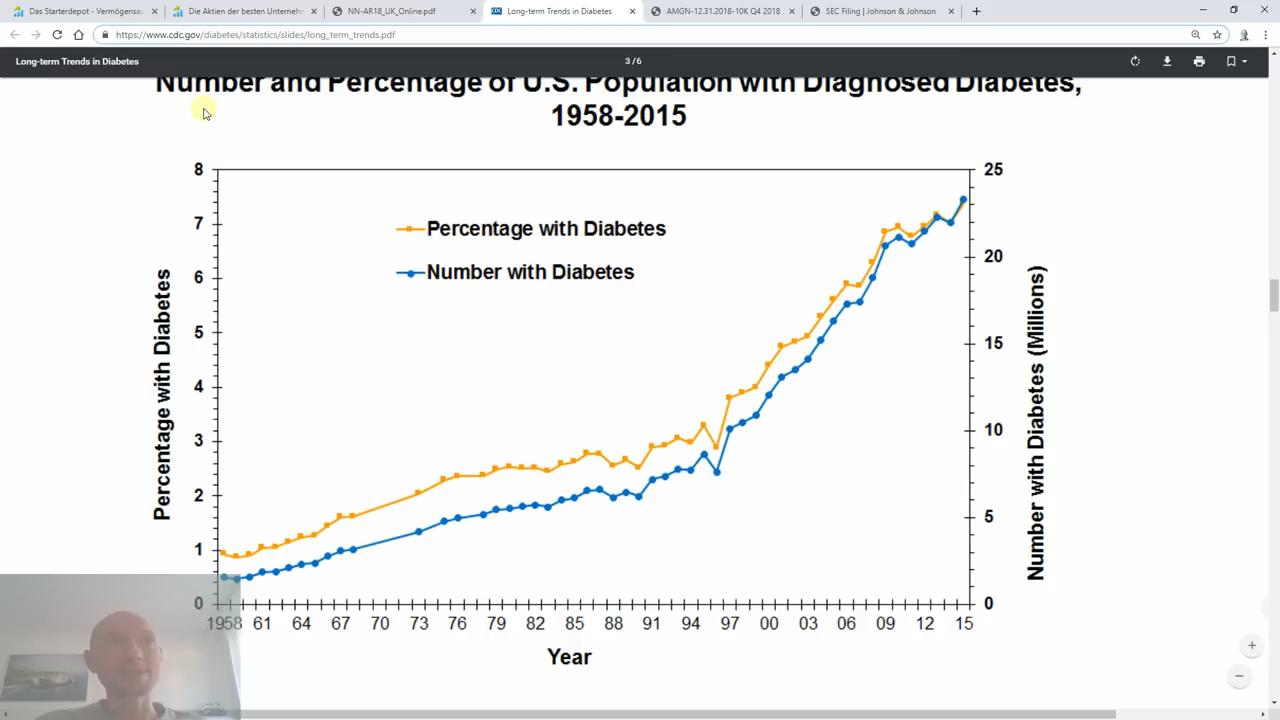 Das Starterdepot - Vermögensau
Die Aktien der besten Unternehm
NN-AR18_UK_Online.pdf
Long-term Trends in Diabetes
AMGN-12.31.2018-10K Q4 2018
SEC Filing | Johnson & Johnson
https://www.cdc.gov/diabetes/statistics/slides/long_term_trends.pdf
Long-term Trends in Diabetes
3/6
Number and Percentage of U.S. Population with Diagnosed Diabetes,
1958-2015
8
7
6
5
4
3
2
1
0
Percentage with Diabetes
Percentage with Diabetes
Number with Diabetes
25
20
15
10
5
0
Number with Diabetes (Millions)
1958 61 64 67 70 73 76 79 82 85 88 91 94 97 00 03 06 09 12 15
Year